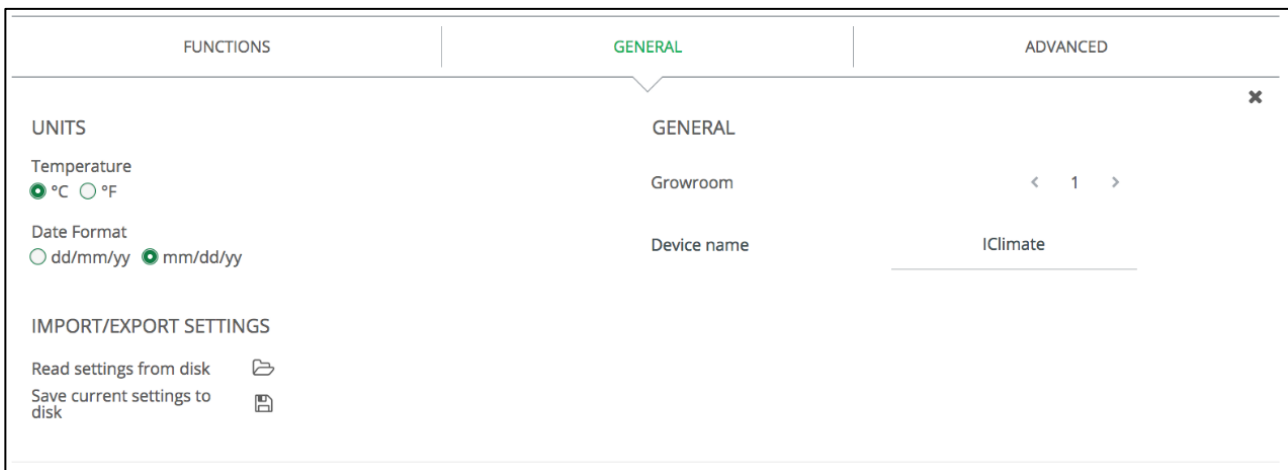 FUNCTIONS
GENERAL
ADVANCED
UNITS
Temperature
°C °F
Date Format
dd/mm/yy mm/dd/yy
IMPORT/EXPORT SETTINGS
Read settings from disk
Save current settings to
disk
GENERAL
Growroom < 1 >
Device name IClimate